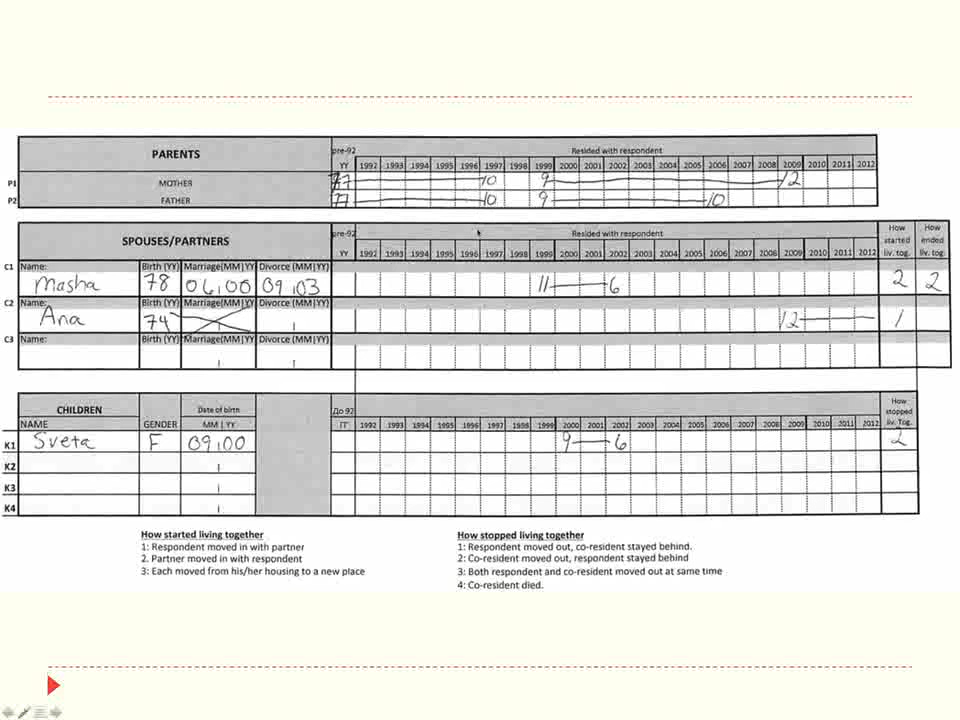 PARENTS pre-92 Resided with respondent
YY 1992 1993 1994 1995 1996 1997 1998 1999 2000 2001 2002 2003 2004 2005 2006 2007 2008 2009 2010 2011 2012
P1 MOTHER 77 10 9 12
P2 FATHER 77 10 9 10
SPOUSES/PARTNERS pre-92 Resided with respondent How started liv. tog. How ended liv. tog.
YY 1992 1993 1994 1995 1996 1997 1998 1999 2000 2001 2002 2003 2004 2005 2006 2007 2008 2009 2010 2011 2012
C1 Name: Birth (YY) Marriage(MM|YY) Divorce (MM|YY)
Masha 78 06 00 09 03 11 6 2 2
C2 Name: Birth (YY) Marriage(MM|YY) Divorce (MM|YY)
Ana 74 12 1
C3 Name: Birth (YY) Marriage(MM|YY) Divorce (MM|YY)
CHILDREN Date of birth До 92 How stopped liv. Tog.
NAME GENDER MM | YY ГГ 1992 1993 1994 1995 1996 1997 1998 1999 2000 2001 2002 2003 2004 2005 2006 2007 2008 2009 2010 2011 2012
K1 Sveta F 09 00 9 6 2
K2
K3
K4
How started living together
1: Respondent moved in with partner
2. Partner moved in with respondent
3: Each moved from his/her housing to a new place
How stopped living together
1: Respondent moved out, co-resident stayed behind.
2: Co-resident moved out, respondent stayed behind
3: Both respondent and co-resident moved out at same time
4: Co-resident died.